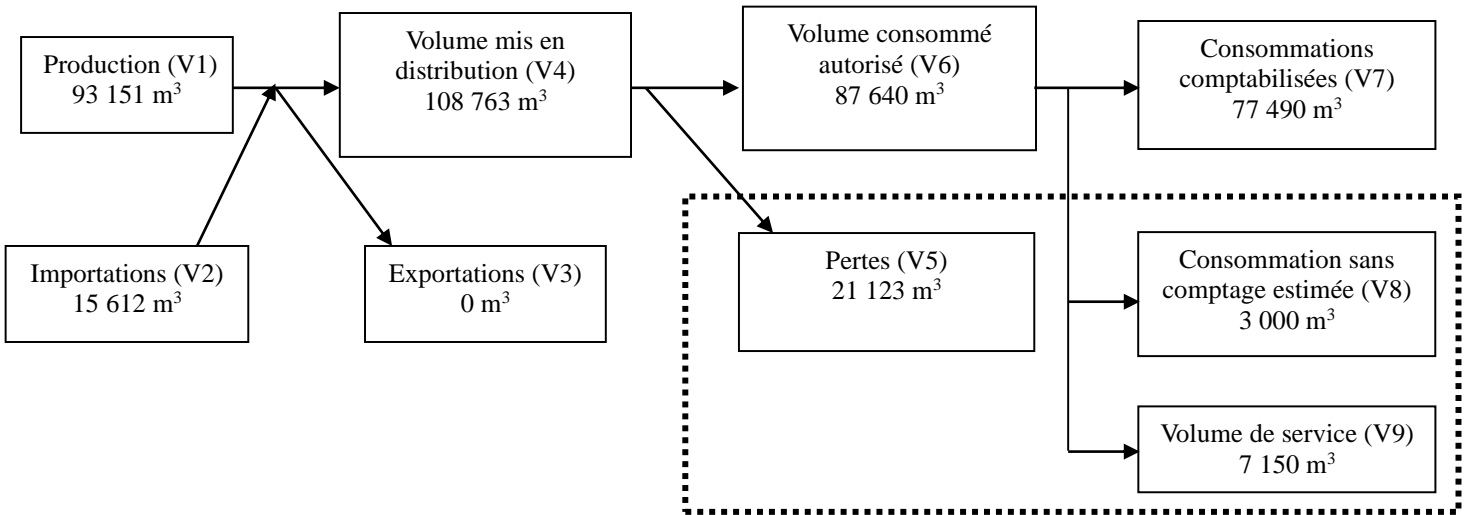 Production (V1)
93 151 m³
Volume mis en
distribution (V4)
108 763 m³
Volume consommé
autorisé (V6)
87 640 m³
Consommations
comptabilisées (V7)
77 490 m³
Importations (V2)
15 612 m³
Exportations (V3)
0 m³
Pertes (V5)
21 123 m³
Consommation sans
comptage estimée (V8)
3 000 m³
Volume de service (V9)
7 150 m³